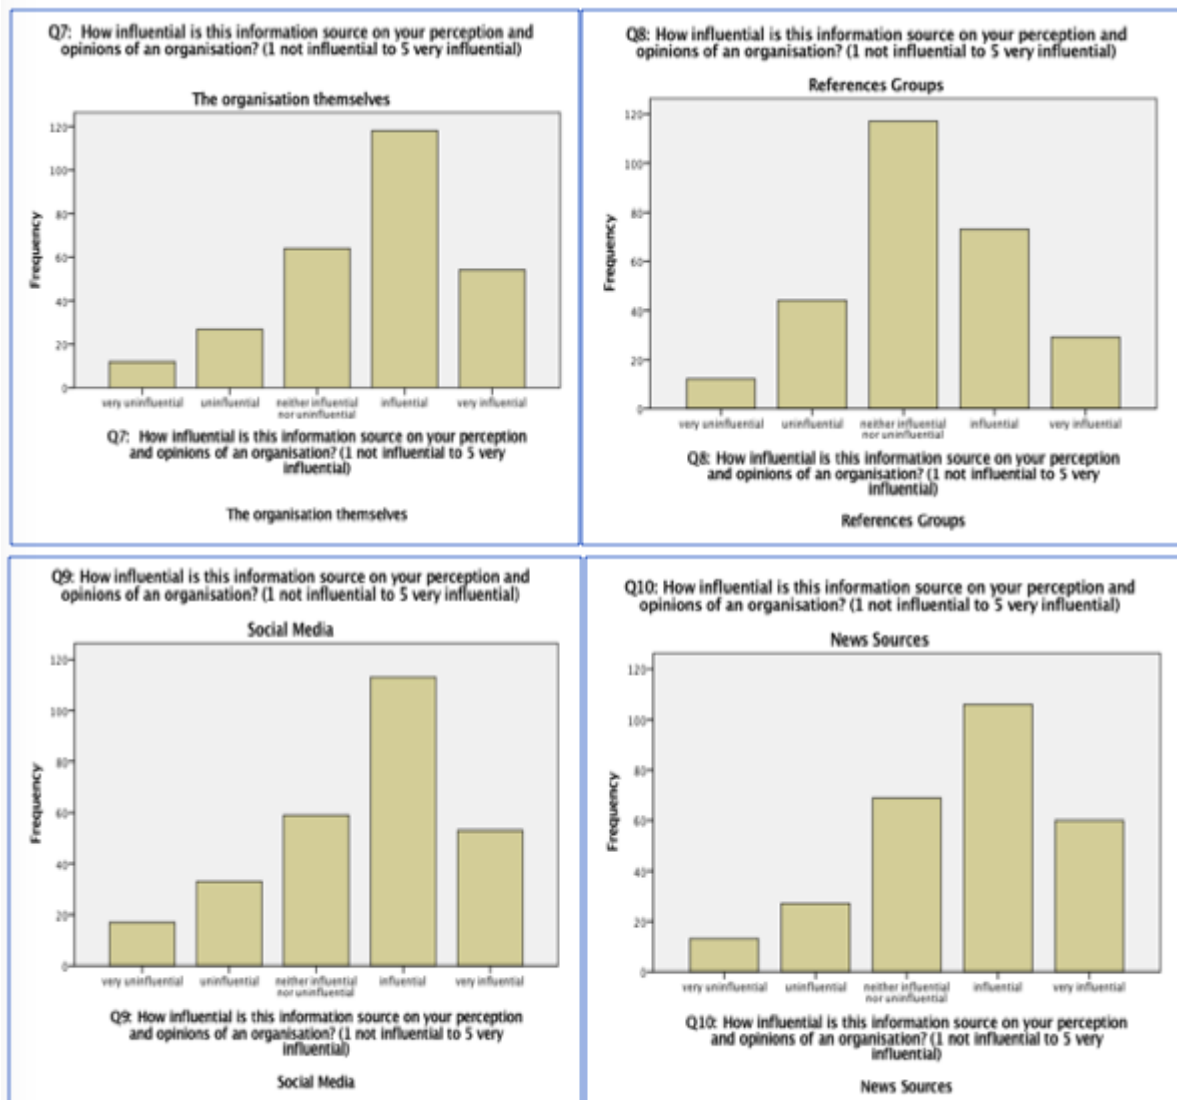 Q7: How influential is this information source on your perception and
opinions of an organisation? (1 not influential to 5 very influential)
The organisation themselves
Frequency
120
100
80
60
40
20
0
very uninfluential
uninfluential
neither influential
nor uninfluential
influential
very influential
Q7: How influential is this information source on your perception
and opinions of an organisation? (1 not influential to 5 very
influential)
The organisation themselves
Q8: How influential is this information source on your perception and
opinions of an organisation? (1 not influential to 5 very influential)
References Groups
Frequency
120
100
80
60
40
20
0
very uninfluential
uninfluential
neither influential
nor uninfluential
influential
very influential
Q8: How influential is this information source on your perception
and opinions of an organisation? (1 not influential to 5 very
influential)
References Groups
Q9: How influential is this information source on your perception and
opinions of an organisation? (1 not influential to 5 very influential)
Social Media
Frequency
120
100
80
60
40
20
0
very uninfluential
uninfluential
neither influential
nor uninfluential
influential
very influential
Q9: How influential is this information source on your perception
and opinions of an organisation? (1 not influential to 5 very
influential)
Social Media
Q10: How influential is this information source on your perception and
opinions of an organisation? (1 not influential to 5 very influential)
News Sources
Frequency
120
100
80
60
40
20
0
very uninfluential
uninfluential
neither influential
nor uninfluential
influential
very influential
Q10: How influential is this information source on your perception
and opinions of an organisation? (1 not influential to 5 very
influential)
News Sources